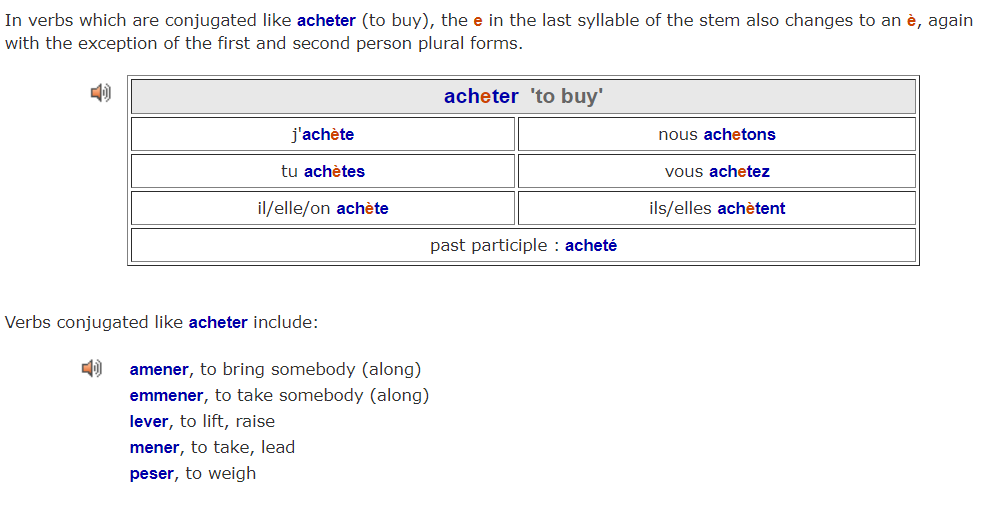 In verbs which are conjugated like acheter (to buy), the e in the last syllable of the stem also changes to an è, again
with the exception of the first and second person plural forms.
acheter 'to buy'
j'achète nous achetons
tu achètes vous achetez
il/elle/on achète ils/elles achètent
past participle : acheté
Verbs conjugated like acheter include:
amener, to bring somebody (along)
emmener, to take somebody (along)
lever, to lift, raise
mener, to take, lead
peser, to weigh